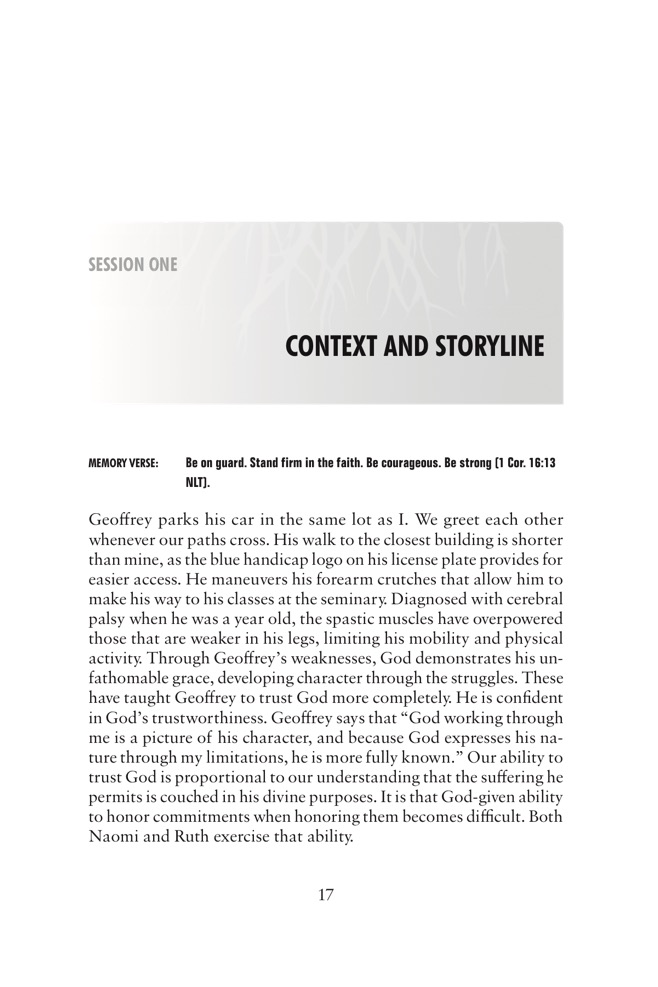 SESSION ONE
CONTEXT AND STORYLINE
MEMORY VERSE: Be on guard. Stand firm in the faith. Be courageous. Be strong (1 Cor. 16:13
NLT).
Geoffrey parks his car in the same lot as I. We greet each other
whenever our paths cross. His walk to the closest building is shorter
than mine, as the blue handicap logo on his license plate provides for
easier access. He maneuvers his forearm crutches that allow him to
make his way to his classes at the seminary. Diagnosed with cerebral
palsy when he was a year old, the spastic muscles have overpowered
those that are weaker in his legs, limiting his mobility and physical
activity. Through Geoffrey’s weaknesses, God demonstrates his un-
fathomable grace, developing character through the struggles. These
have taught Geoffrey to trust God more completely. He is confident
in God’s trustworthiness. Geoffrey says that “God working through
me is a picture of his character, and because God expresses his na-
ture through my limitations, he is more fully known.” Our ability to
trust God is proportional to our understanding that the suffering he
permits is couched in his divine purposes. It is that God-given ability
to honor commitments when honoring them becomes difficult. Both
Naomi and Ruth exercise that ability.
17